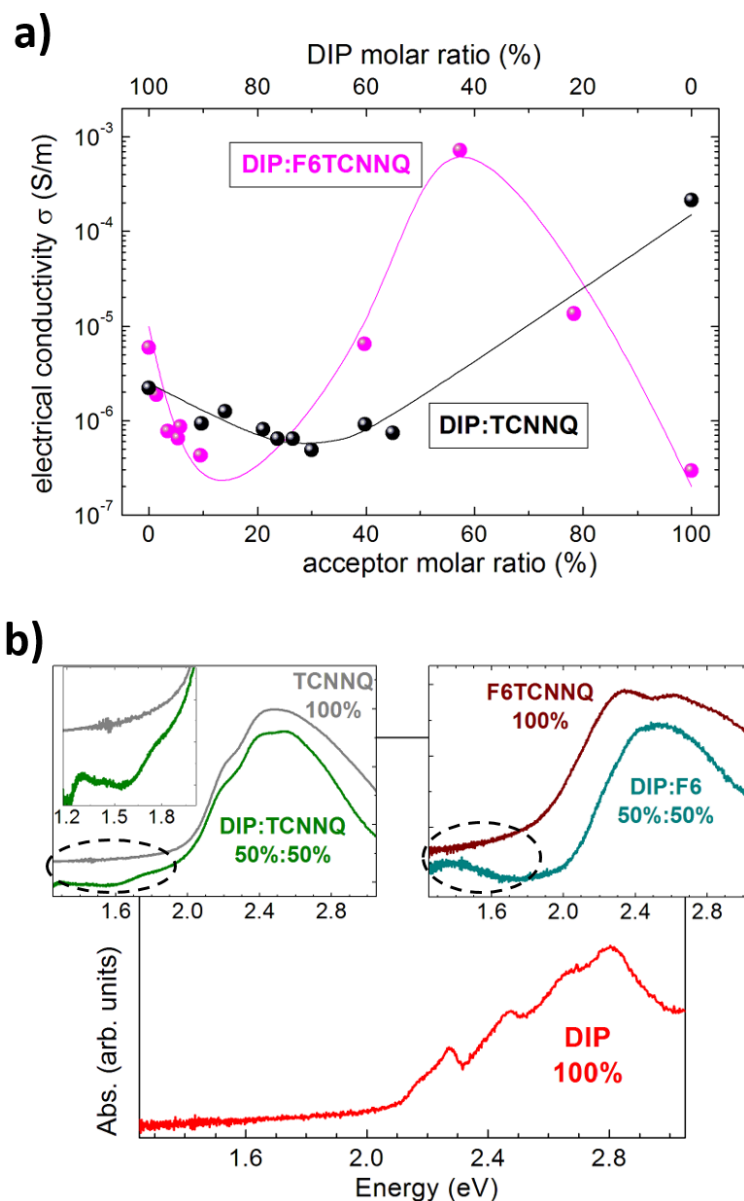 a)
DIP molar ratio (%)
100 80 60 40 20 0
10⁻³
10⁻⁴
10⁻⁵
10⁻⁶
10⁻⁷
electrical conductivity σ (S/m)
DIP:F6TCNNQ
DIP:TCNNQ
0 20 40 60 80 100
acceptor molar ratio (%)
b)
TCNNQ
100%
1.2 1.5 1.8
DIP:TCNNQ
50%:50%
1.6 2.0 2.4 2.8
F6TCNNQ
100%
DIP:F6
50%:50%
1.6 2.0 2.4 2.8
Abs. (arb. units)
DIP
100%
1.6 2.0 2.4 2.8
Energy (eV)